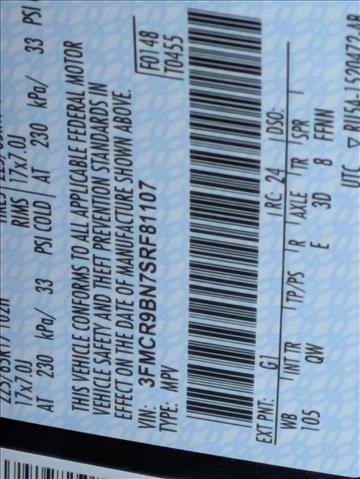 225/65R17 102H
17x7.0J RIMS 17x7.0J
AT 230 kPa/ 33 PSI COLD AT 230 kPa/ 33 PSI
THIS VEHICLE CONFORMS TO ALL APPLICABLE FEDERAL MOTOR
VEHICLE SAFETY AND THEFT PREVENTION STANDARDS IN
EFFECT ON THE DATE OF MANUFACTURE SHOWN ABOVE.
VIN: 3FMCR9BN7SRF81107 F0148
TYPE: MPV T0455
EXT PNT: G1 RC: 24 DSO:
WB INT TR TP/PS R AXLE TR SPR
105 QW E 3D 8 FFNN
UTC